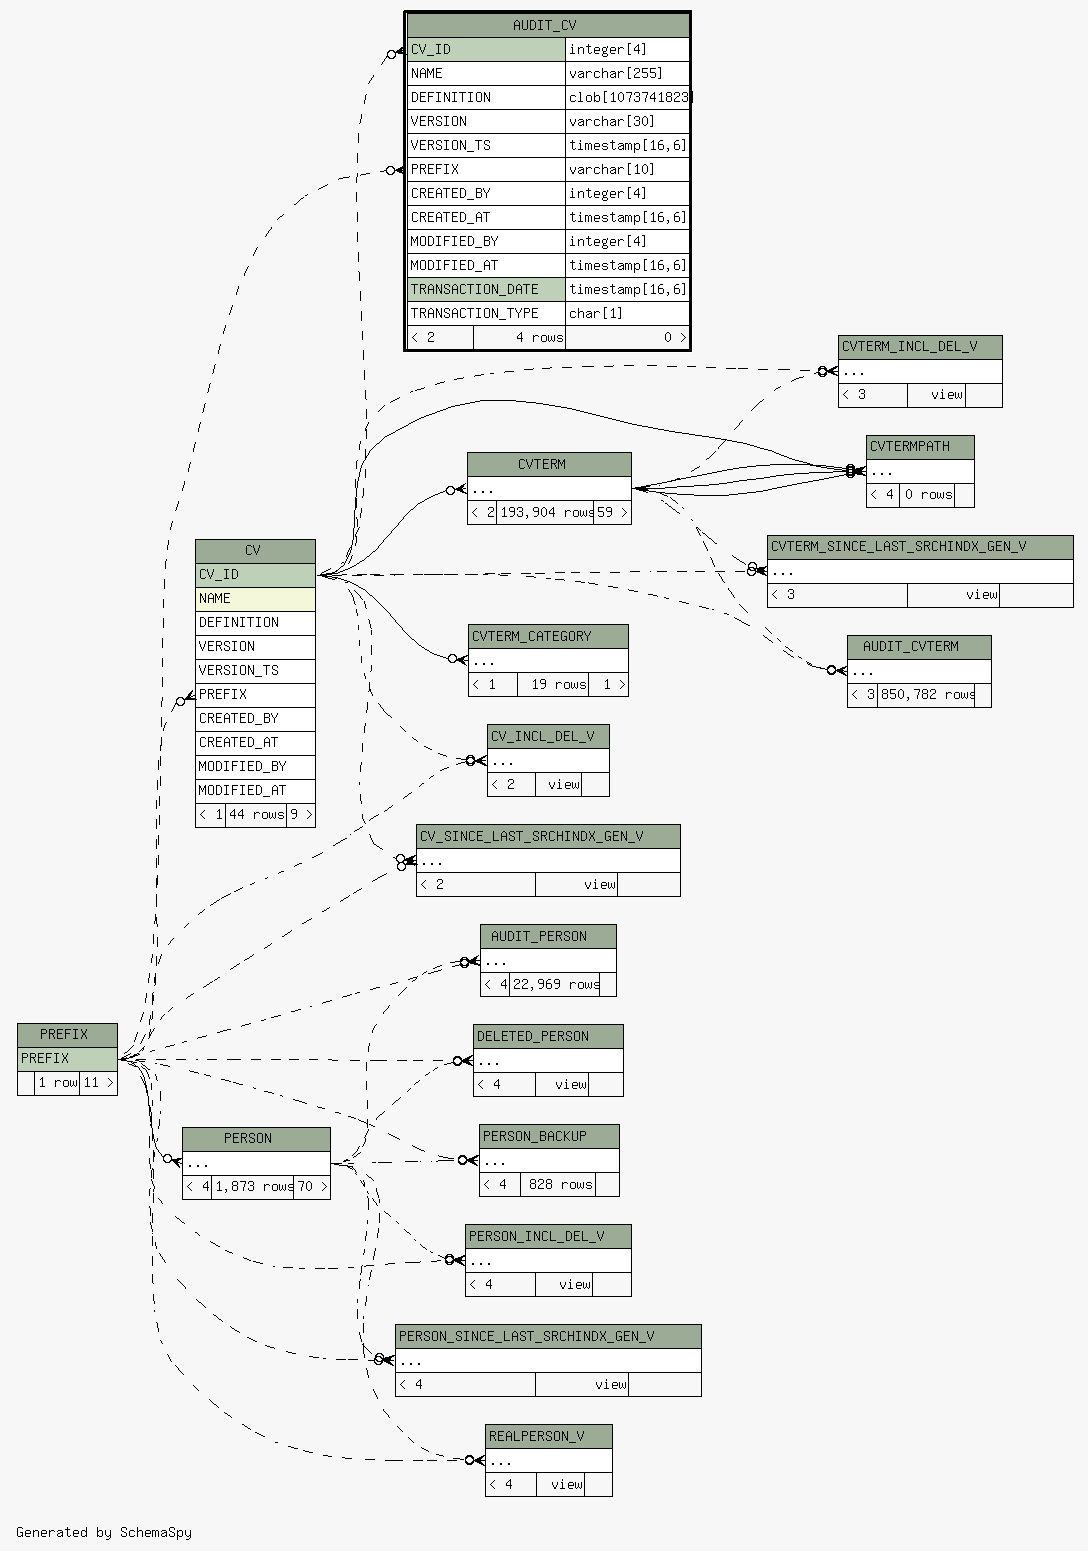 AUDIT_CV
CV_ID integer[4]
NAME varchar[255]
DEFINITION clob[1073741823]
VERSION varchar[30]
VERSION_TS timestamp[16,6]
PREFIX varchar[10]
CREATED_BY integer[4]
CREATED_AT timestamp[16,6]
MODIFIED_BY integer[4]
MODIFIED_AT timestamp[16,6]
TRANSACTION_DATE timestamp[16,6]
TRANSACTION_TYPE char[1]
< 2 4 rows 0 >
CVTERM_INCL_DEL_V
...
< 3 view
CVTERMPATH
...
< 4 0 rows
CVTERM
...
< 2 193,904 rows 59 >
CVTERM_SINCE_LAST_SRCHINDX_GEN_V
...
< 3 view
CV
CV_ID
NAME
DEFINITION
VERSION
VERSION_TS
PREFIX
CREATED_BY
CREATED_AT
MODIFIED_BY
MODIFIED_AT
< 1 44 rows 9 >
CVTERM_CATEGORY
...
< 1 19 rows 1 >
AUDIT_CVTERM
...
< 3 850,782 rows
CV_INCL_DEL_V
...
< 2 view
CV_SINCE_LAST_SRCHINDX_GEN_V
...
< 2 view
AUDIT_PERSON
...
< 4 22,969 rows
PREFIX
PREFIX
1 row 11 >
DELETED_PERSON
...
< 4 view
PERSON
...
< 4 1,873 rows 70 >
PERSON_BACKUP
...
< 4 828 rows
PERSON_INCL_DEL_V
...
< 4 view
PERSON_SINCE_LAST_SRCHINDX_GEN_V
...
< 4 view
REALPERSON_V
...
< 4 view
Generated by SchemaSpy